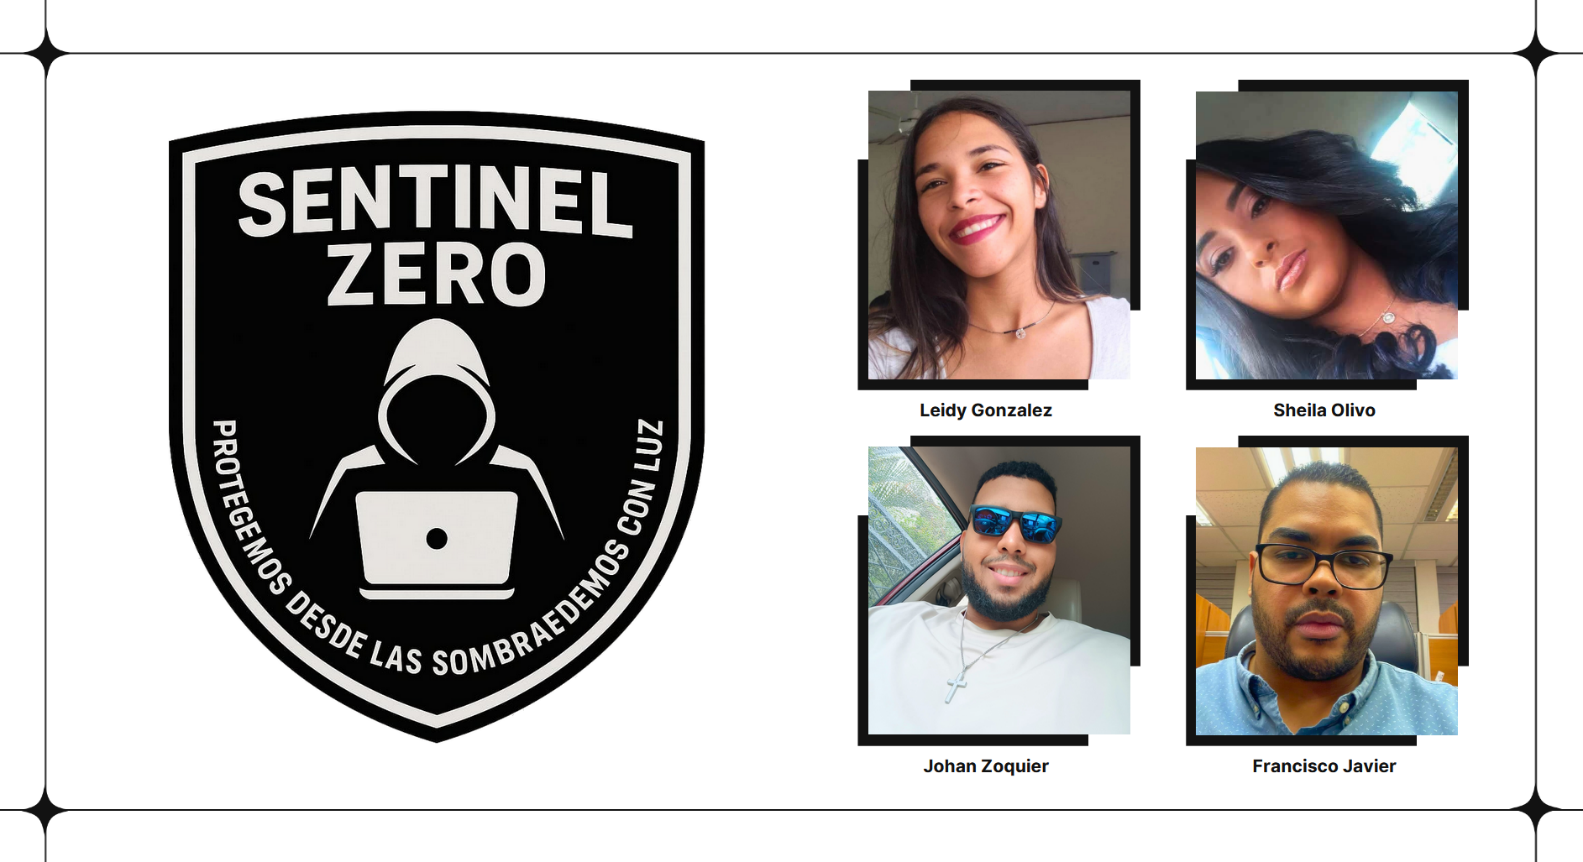 SENTINEL
ZERO
PROTEGEMOS DESDE LAS SOMBRAEDEMOS CON LUZ
Leidy Gonzalez
Sheila Olivo
Johan Zoquier
Francisco Javier